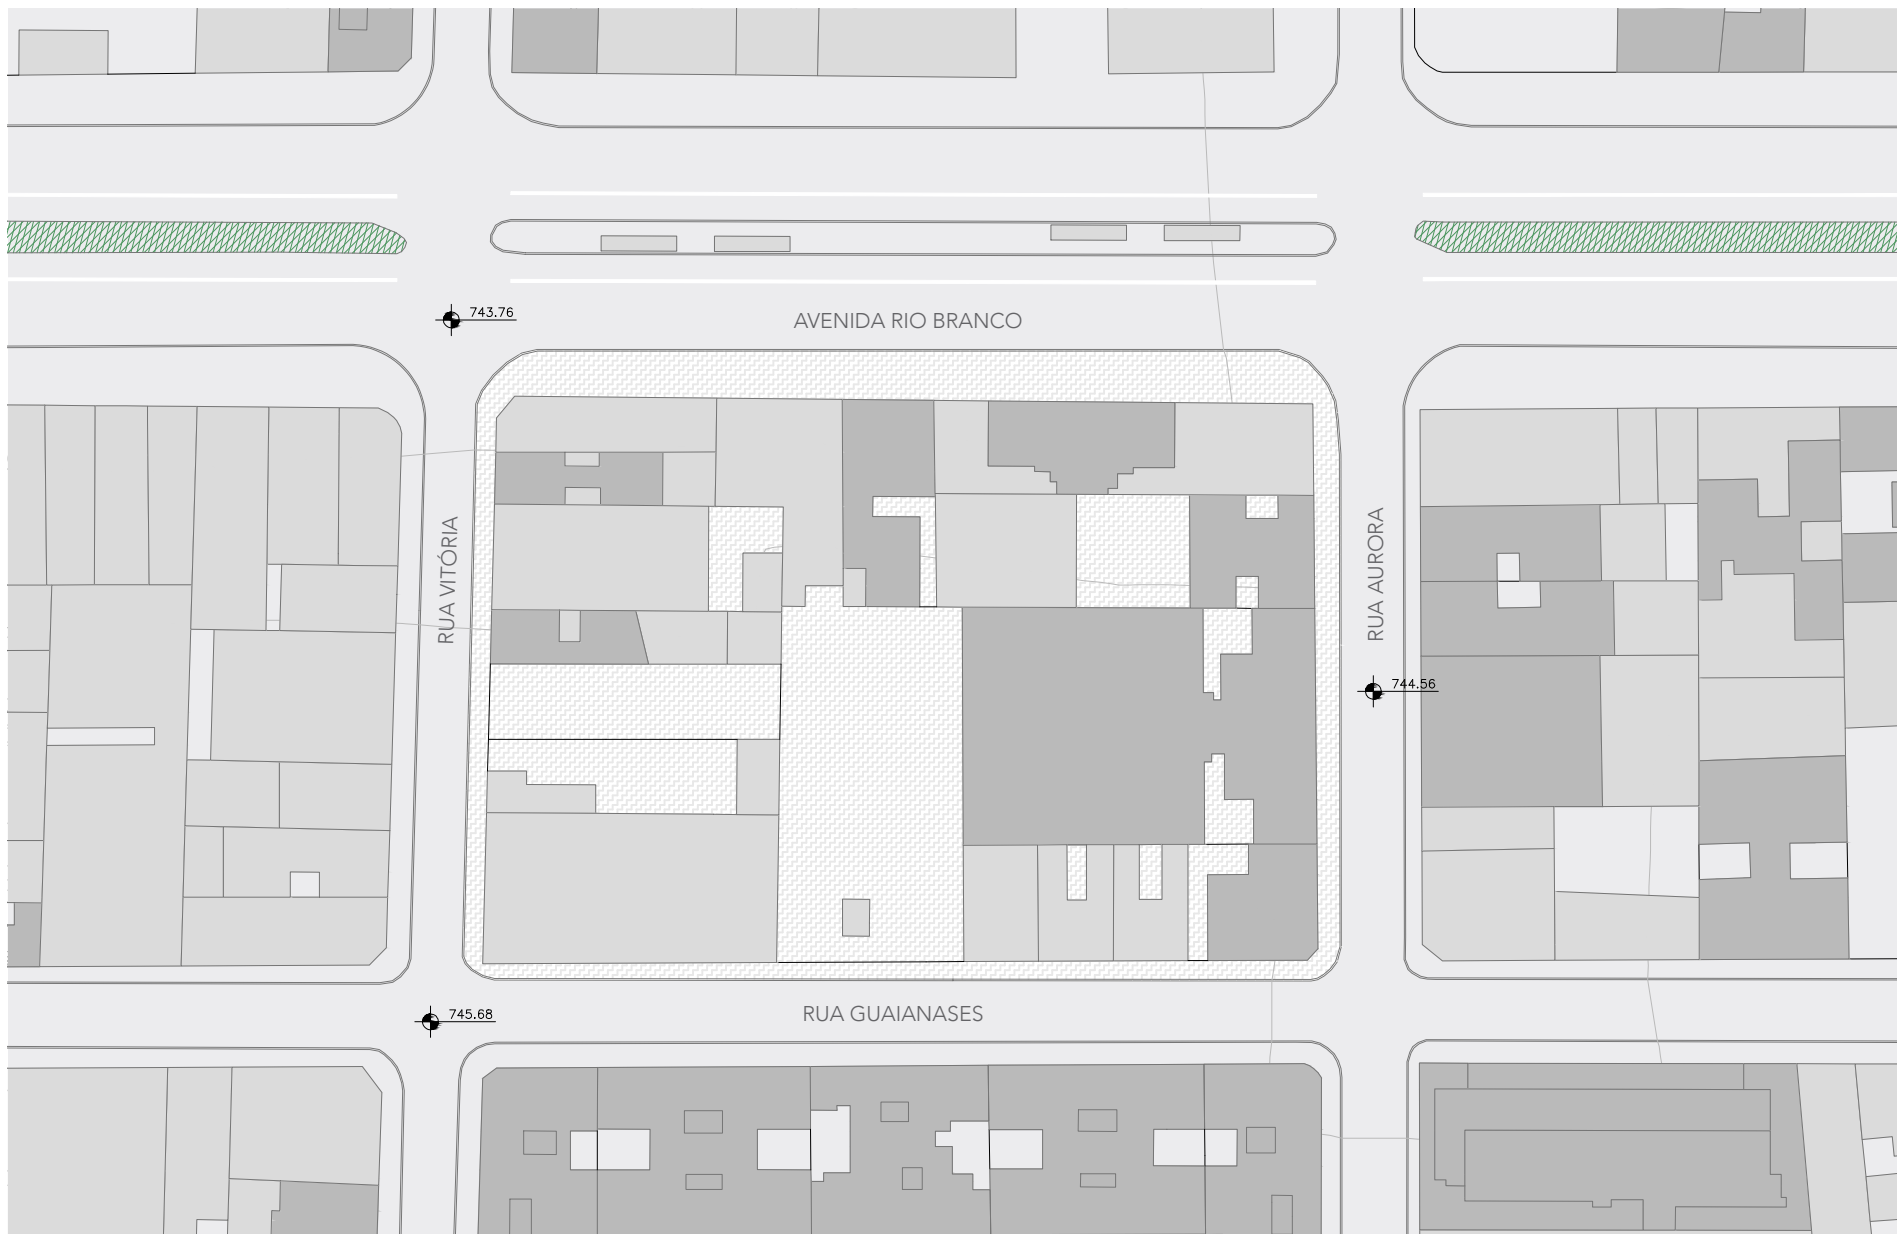 743.76
AVENIDA RIO BRANCO
RUA VITÓRIA
RUA AURORA
744.56
745.68
RUA GUAIANASES